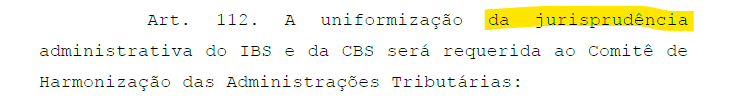 Art. 112. A uniformização da jurisprudência
administrativa do IBS e da CBS será requerida ao Comitê de
Harmonização das Administrações Tributárias: